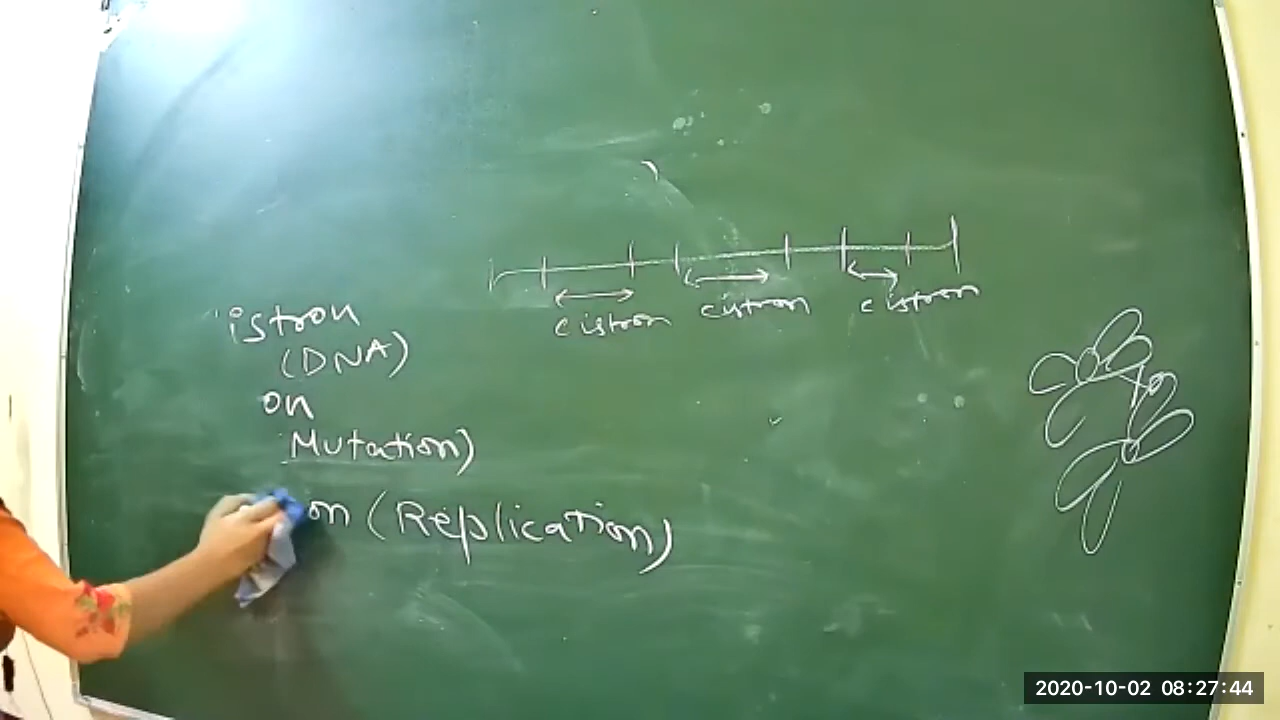 cistron cistron cistron
istron
(DNA)
on
Mutation)
on (Replication)
2020-10-02 08:27:44